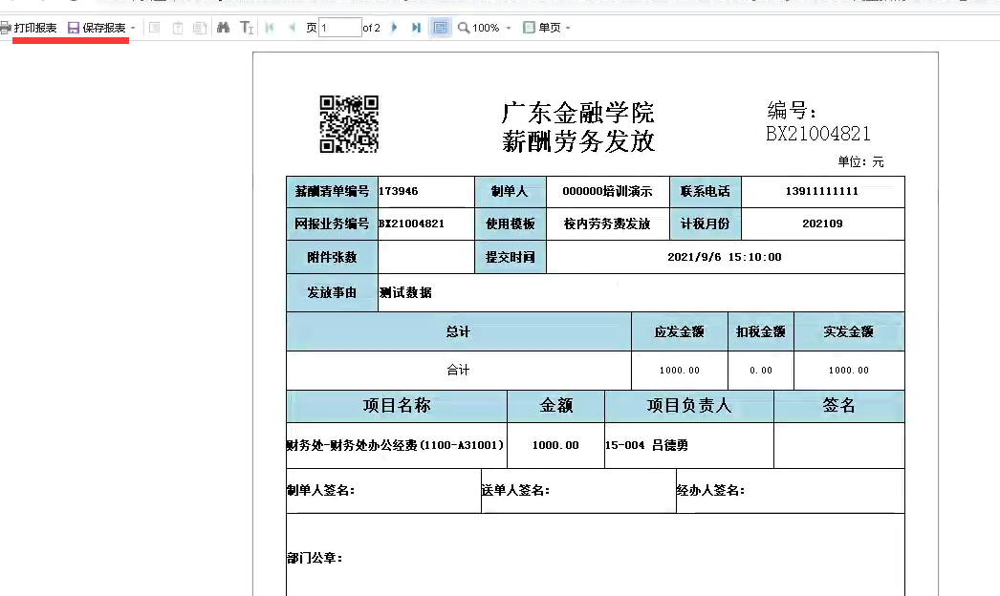 打印报表 保存报表 页 1 of 2 100% 单页
广东金融学院
薪酬劳务发放
编号:
BX21004821
单位: 元
薪酬清单编号 173946 制单人 000000培训演示 联系电话 13911111111
网报业务编号 BX21004821 使用模板 校内劳务费发放 计税月份 202109
附件张数 提交时间 2021/9/6 15:10:00
发放事由 测试数据
总计 应发金额 扣税金额 实发金额
合计 1000.00 0.00 1000.00
项目名称 金额 项目负责人 签名
财务处-财务处办公经费(1100-A31001) 1000.00 15-004 吕德勇
制单人签名: 送单人签名: 经办人签名:
部门公章: